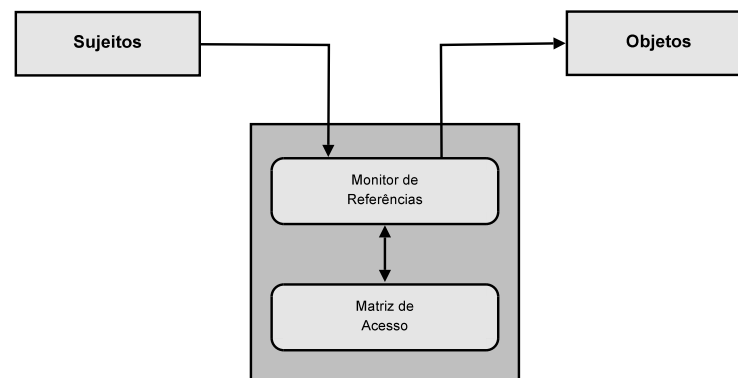 Sujeitos
Objetos
Monitor de
Referências
Matriz de
Acesso